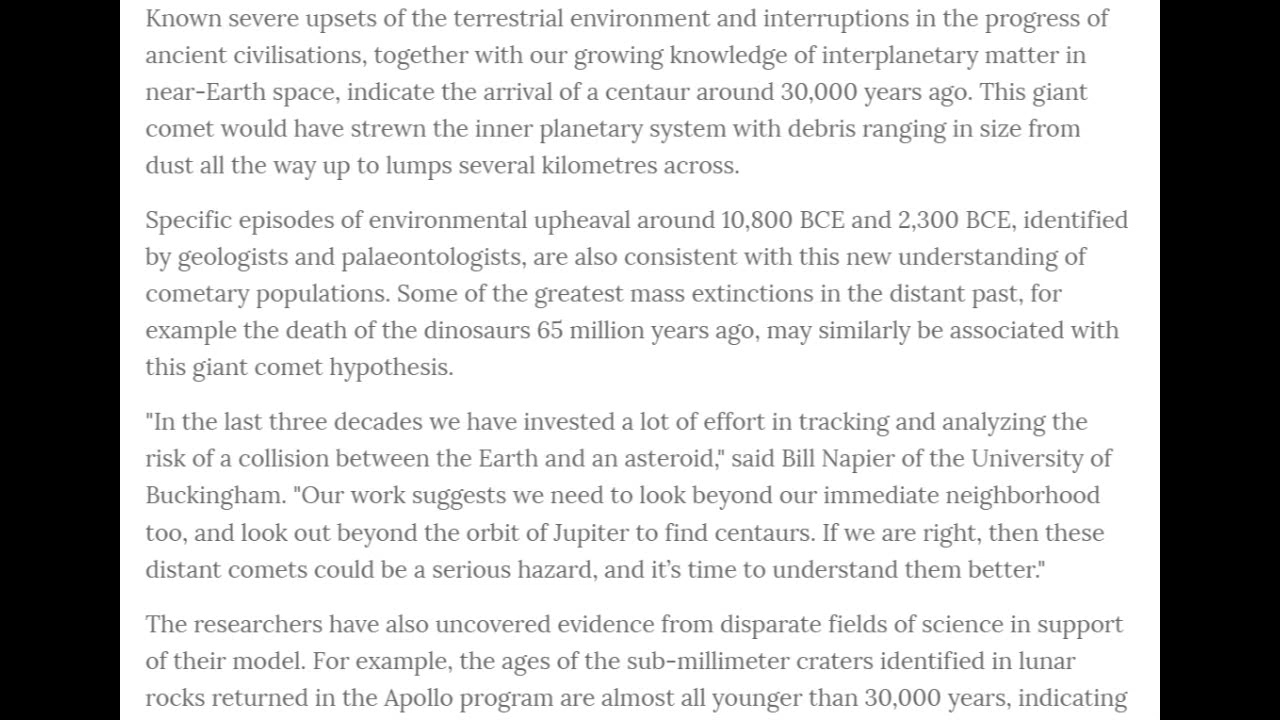 Known severe upsets of the terrestrial environment and interruptions in the progress of
ancient civilisations, together with our growing knowledge of interplanetary matter in
near-Earth space, indicate the arrival of a centaur around 30,000 years ago. This giant
comet would have strewn the inner planetary system with debris ranging in size from
dust all the way up to lumps several kilometres across.
Specific episodes of environmental upheaval around 10,800 BCE and 2,300 BCE, identified
by geologists and palaeontologists, are also consistent with this new understanding of
cometary populations. Some of the greatest mass extinctions in the distant past, for
example the death of the dinosaurs 65 million years ago, may similarly be associated with
this giant comet hypothesis.
"In the last three decades we have invested a lot of effort in tracking and analyzing the
risk of a collision between the Earth and an asteroid," said Bill Napier of the University of
Buckingham. "Our work suggests we need to look beyond our immediate neighborhood
too, and look out beyond the orbit of Jupiter to find centaurs. If we are right, then these
distant comets could be a serious hazard, and it’s time to understand them better."
The researchers have also uncovered evidence from disparate fields of science in support
of their model. For example, the ages of the sub-millimeter craters identified in lunar
rocks returned in the Apollo program are almost all younger than 30,000 years, indicating